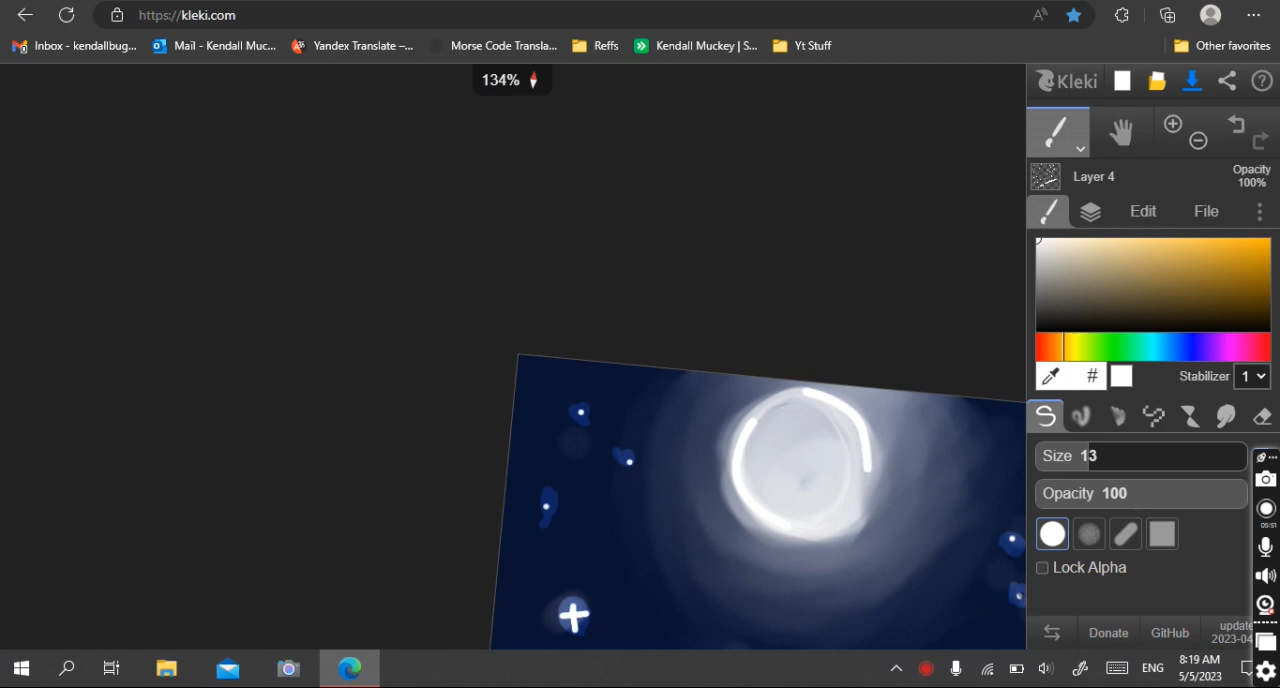 https://kleki.com
Inbox - kendallbug...
Mail - Kendall Muc...
Yandex Translate –...
Morse Code Transla...
Reffs
Kendall Muckey | S...
Yt Stuff
Other favorites
134%
Kleki
Layer 4
Opacity
100%
Edit
File
#
Stabilizer
1
Size 13
Opacity 100
Lock Alpha
Donate
GitHub
update
2023-04
05:51
ENG
8:19 AM
5/5/2023